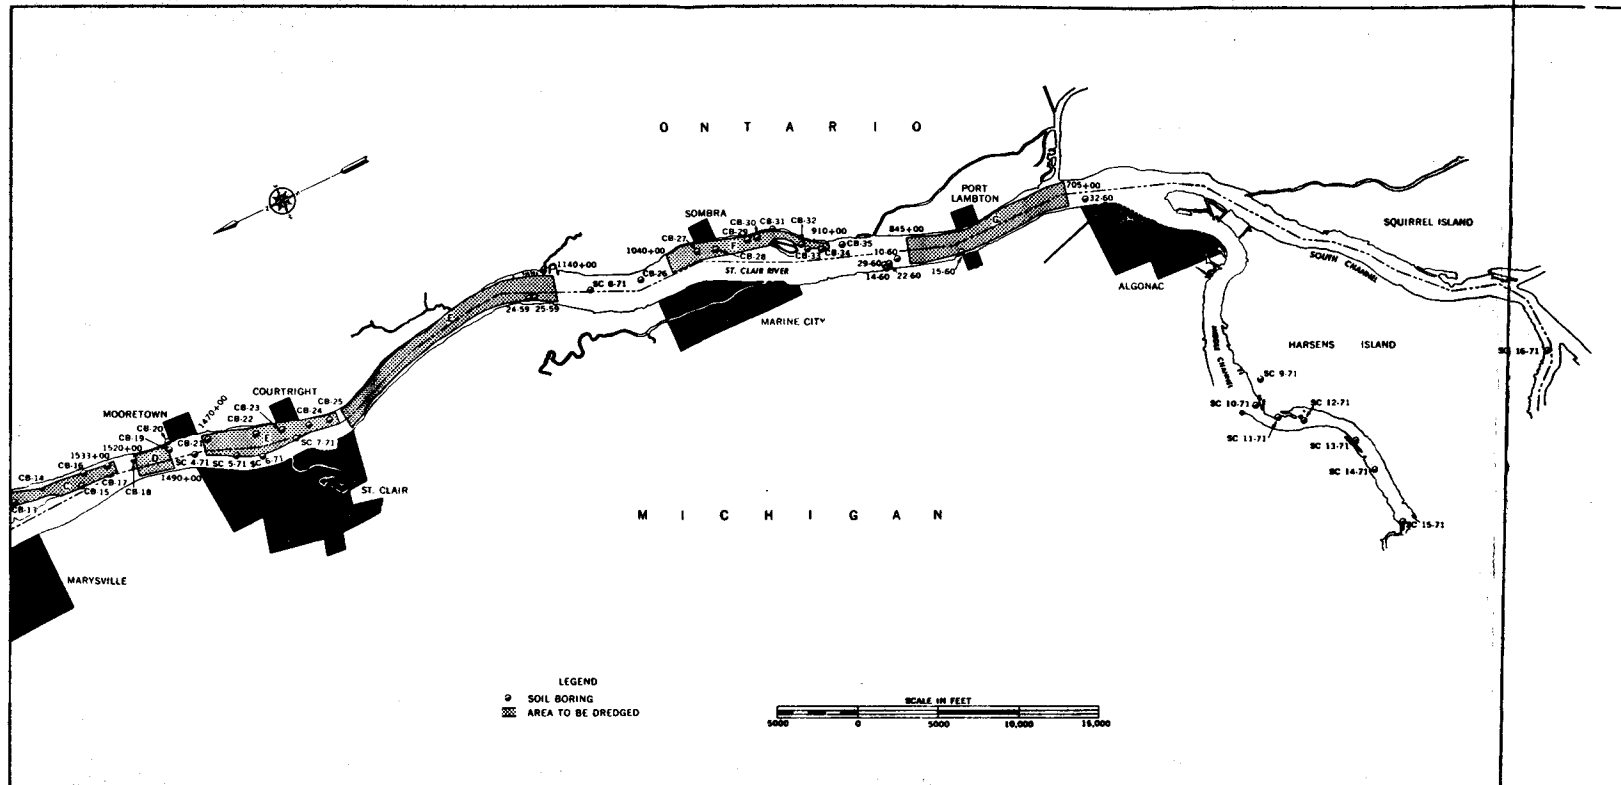 ONTARIO
PORT
LAMBTON
705+00
32-60
SQUIRREL ISLAND
SOMBRA
CB-30
CB-31
CB-32
CB-29
910+00
845+00
CB-27
CB-35
1040+00
F
G
CB-28
CB-33
CB-34
10-60
29-60
14-60
22-60
15-60
ST. CLAIR RIVER
1140+00
CB-26
SC 8-71
SOUTH CHANNEL
ALGONAC
24-59
25-59
E
MARINE CITY
HARSENS ISLAND
MIDDLE CHANNEL
SC 16-71
SC 9-71
SC 10-71
SC 12-71
SC 11-71
SC 13-71
SC 14-71
SC 15-71
COURTRIGHT
CB-25
CB-24
CB-23
CB-22
1470+00
MOORETOWN
CB-20
CB-19
CB-21
E
SC 7-71
1520+00
1533+00
CB-16
D
SC 4-71
SC 5-71
SC 6-71
CB-14
C
CB-17
CB-15
CB-18
1490+00
CB-13
ST. CLAIR
MICHIGAN
MARYSVILLE
LEGEND
SOIL BORING
AREA TO BE DREDGED
SCALE IN FEET
5000 0 5000 10,000 15,000